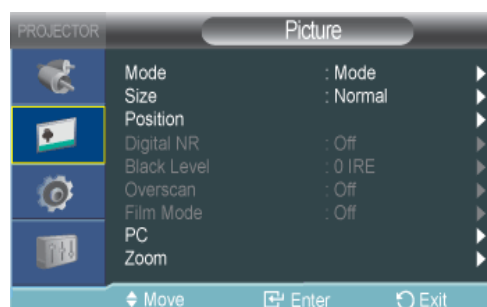 PROJECTOR Picture
Mode : Mode
Size : Normal
Position
Digital NR : Off
Black Level : 0 IRE
Overscan : Off
Film Mode : Off
PC
Zoom
Move Enter Exit